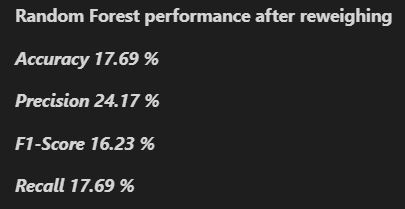 Random Forest performance after reweighing
Accuracy 17.69 %
Precision 24.17 %
F1-Score 16.23 %
Recall 17.69 %